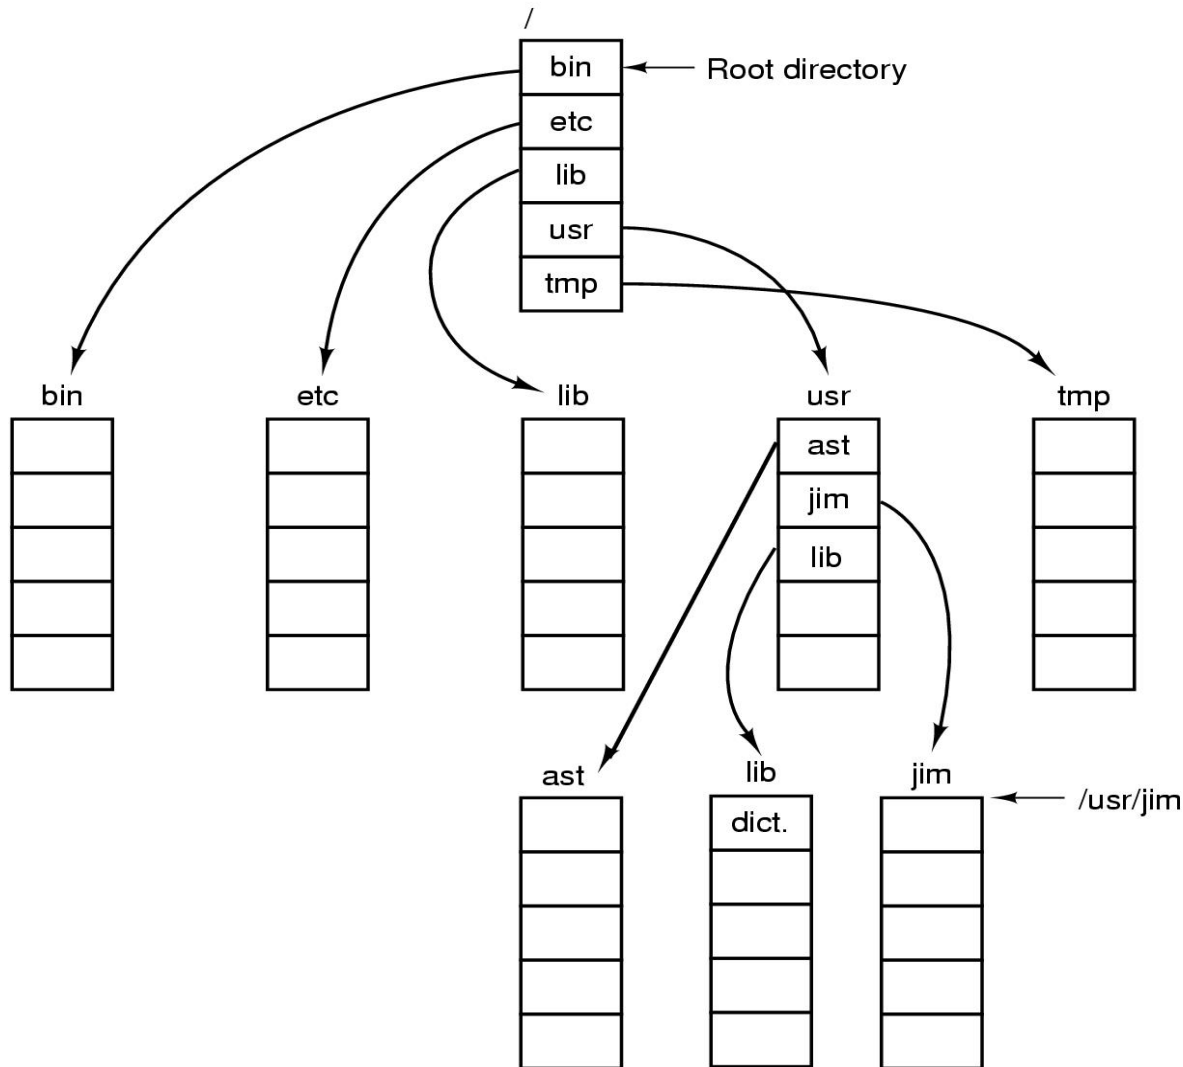 /
bin
Root directory
etc
lib
usr
tmp
bin
etc
lib
usr
tmp
ast
jim
lib
ast
lib
jim
dict.
/usr/jim